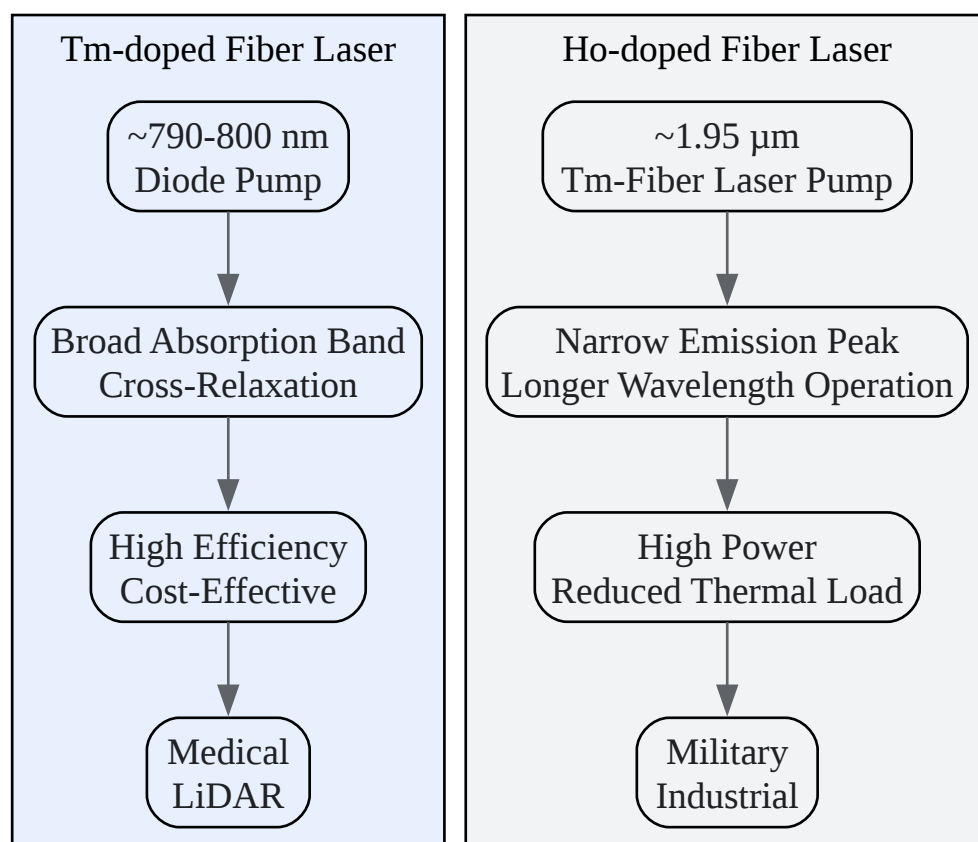 Tm-doped Fiber Laser
~790-800 nm
Diode Pump
Broad Absorption Band
Cross-Relaxation
High Efficiency
Cost-Effective
Medical
LiDAR
Ho-doped Fiber Laser
~1.95 µm
Tm-Fiber Laser Pump
Narrow Emission Peak
Longer Wavelength Operation
High Power
Reduced Thermal Load
Military
Industrial